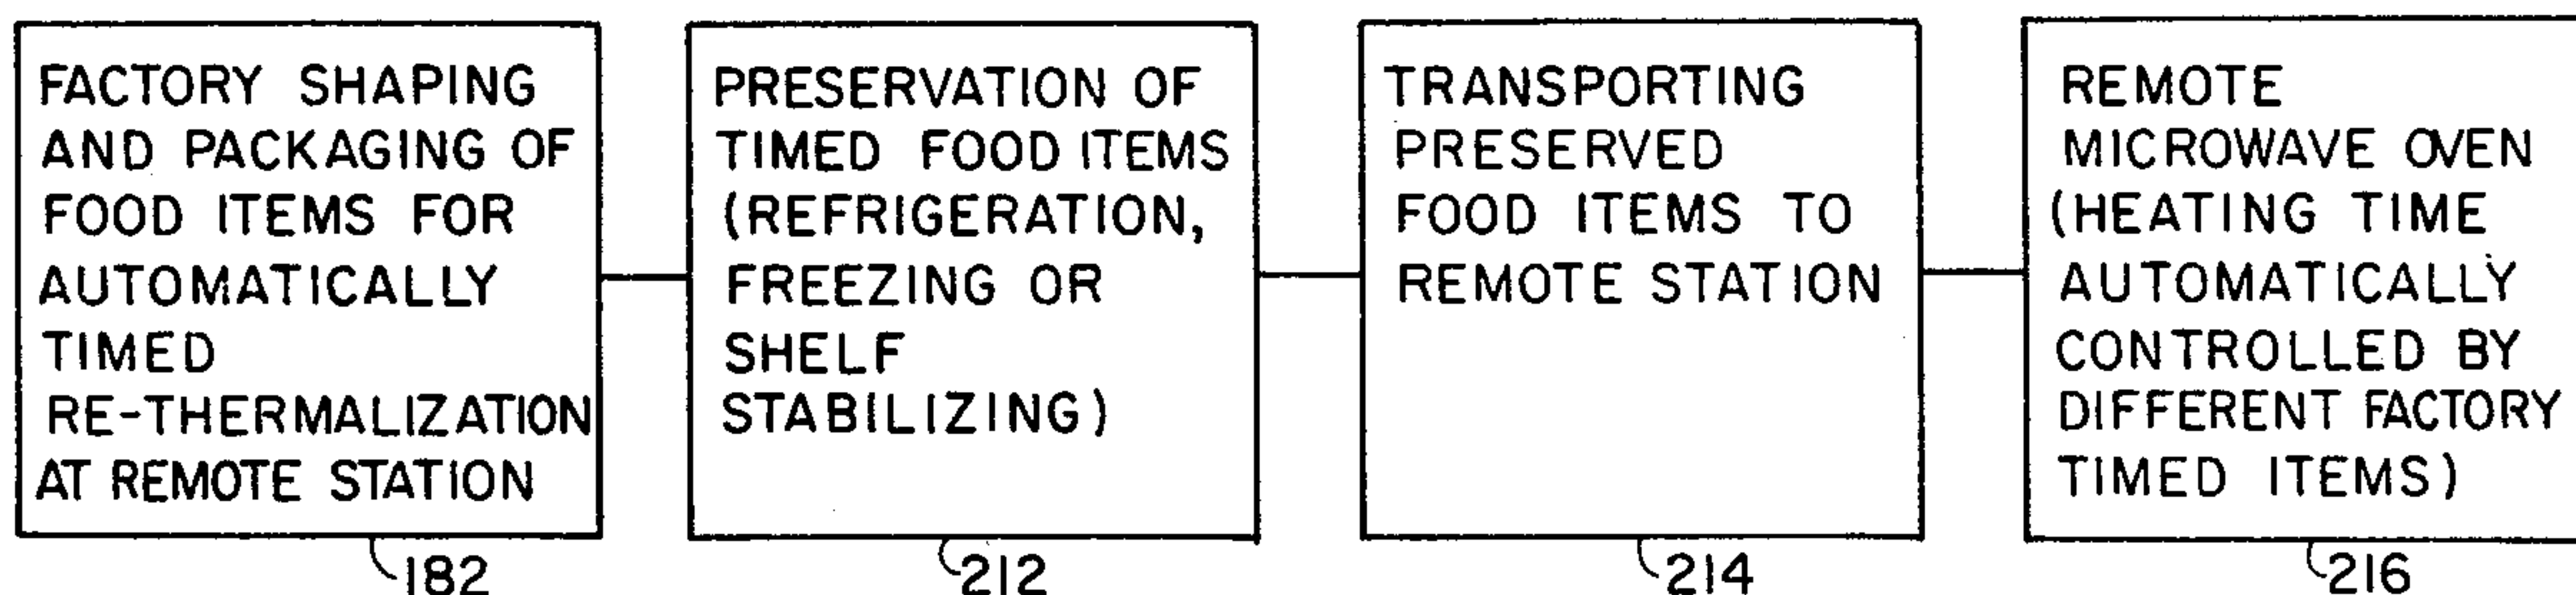 FACTORY SHAPING
AND PACKAGING OF
FOOD ITEMS FOR
AUTOMATICALLY
TIMED
RE-THERMALIZATION
AT REMOTE STATION
182
PRESERVATION OF
TIMED FOOD ITEMS
(REFRIGERATION,
FREEZING OR
SHELF
STABILIZING)
212
TRANSPORTING
PRESERVED
FOOD ITEMS TO
REMOTE STATION
214
REMOTE
MICROWAVE OVEN
(HEATING TIME
AUTOMATICALLY
CONTROLLED BY
DIFFERENT FACTORY
TIMED ITEMS)
216